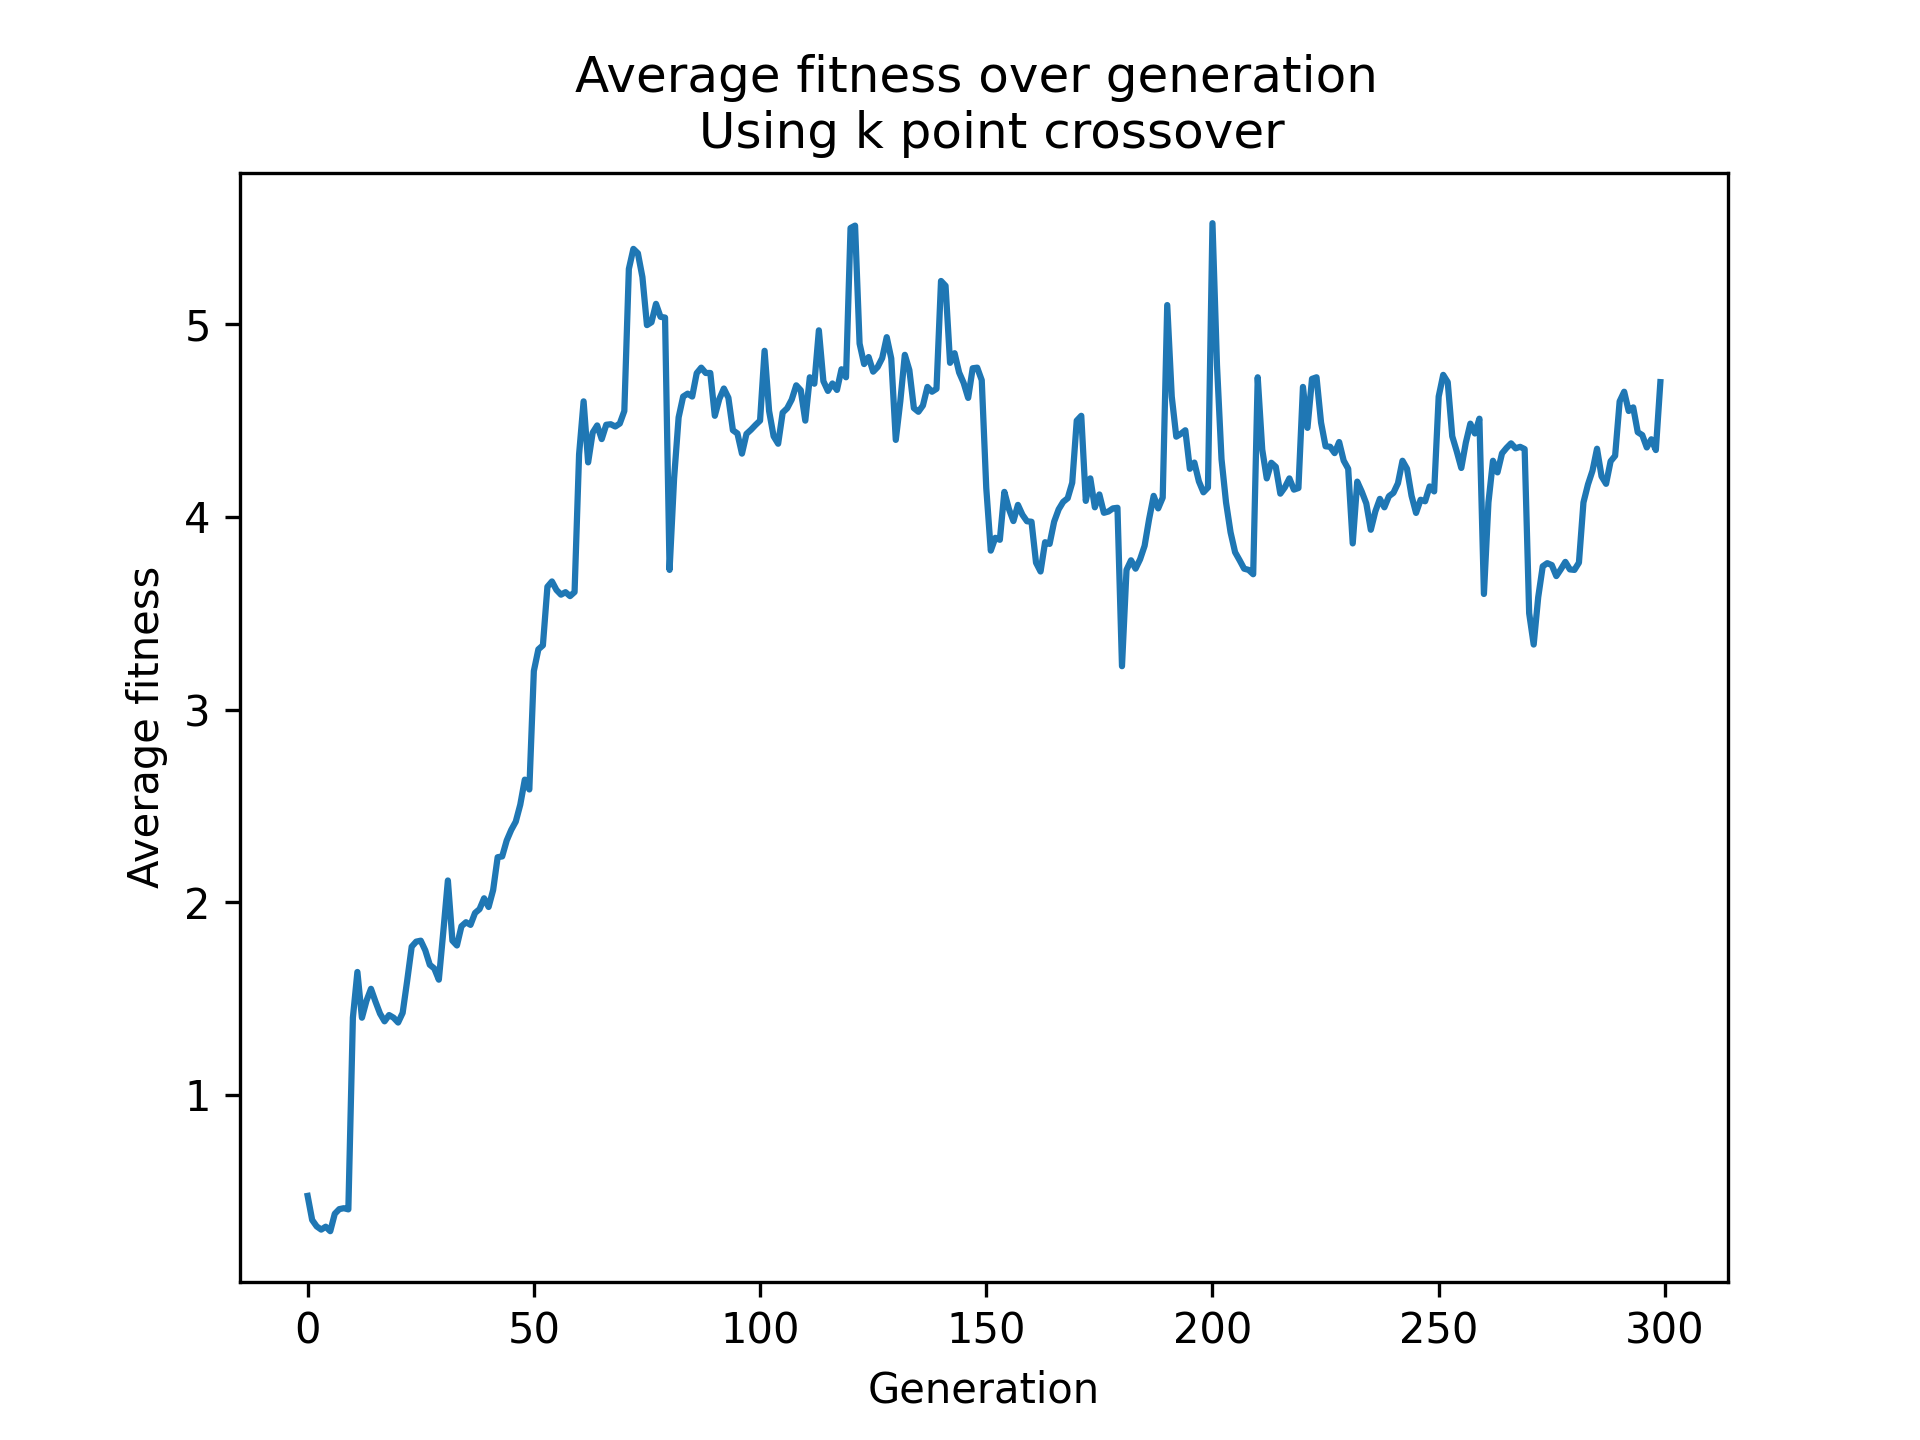 Average fitness over generation
Using k point crossover
Average fitness
5
4
3
2
1
0 50 100 150 200 250 300
Generation